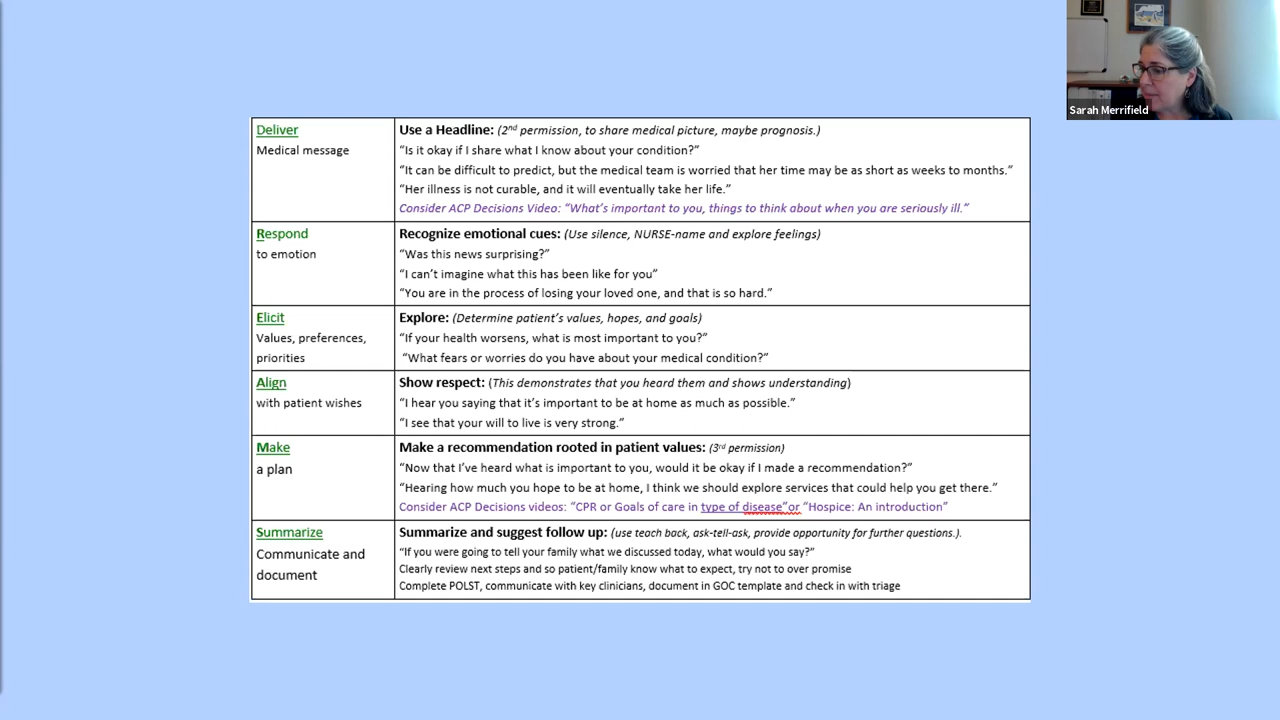 Sarah Merrifield
Deliver
Medical message
Use a Headline: (2nd permission, to share medical picture, maybe prognosis.)
“Is it okay if I share what I know about your condition?”
“It can be difficult to predict, but the medical team is worried that her time may be as short as weeks to months.”
“Her illness is not curable, and it will eventually take her life.”
Consider ACP Decisions Video: “What’s important to you, things to think about when you are seriously ill.”
Respond
to emotion
Recognize emotional cues: (Use silence, NURSE-name and explore feelings)
“Was this news surprising?”
“I can’t imagine what this has been like for you”
“You are in the process of losing your loved one, and that is so hard.”
Elicit
Values, preferences,
priorities
Explore: (Determine patient’s values, hopes, and goals)
“If your health worsens, what is most important to you?”
“What fears or worries do you have about your medical condition?”
Align
with patient wishes
Show respect: (This demonstrates that you heard them and shows understanding)
“I hear you saying that it’s important to be at home as much as possible.”
“I see that your will to live is very strong.”
Make
a plan
Make a recommendation rooted in patient values: (3rd permission)
“Now that I’ve heard what is important to you, would it be okay if I made a recommendation?”
“Hearing how much you hope to be at home, I think we should explore services that could help you get there.”
Consider ACP Decisions videos: “CPR or Goals of care in type of disease”or “Hospice: An introduction”
Summarize
Communicate and
document
Summarize and suggest follow up: (use teach back, ask-tell-ask, provide opportunity for further questions.).
“If you were going to tell your family what we discussed today, what would you say?”
Clearly review next steps and so patient/family know what to expect, try not to over promise
Complete POLST, communicate with key clinicians, document in GOC template and check in with triage